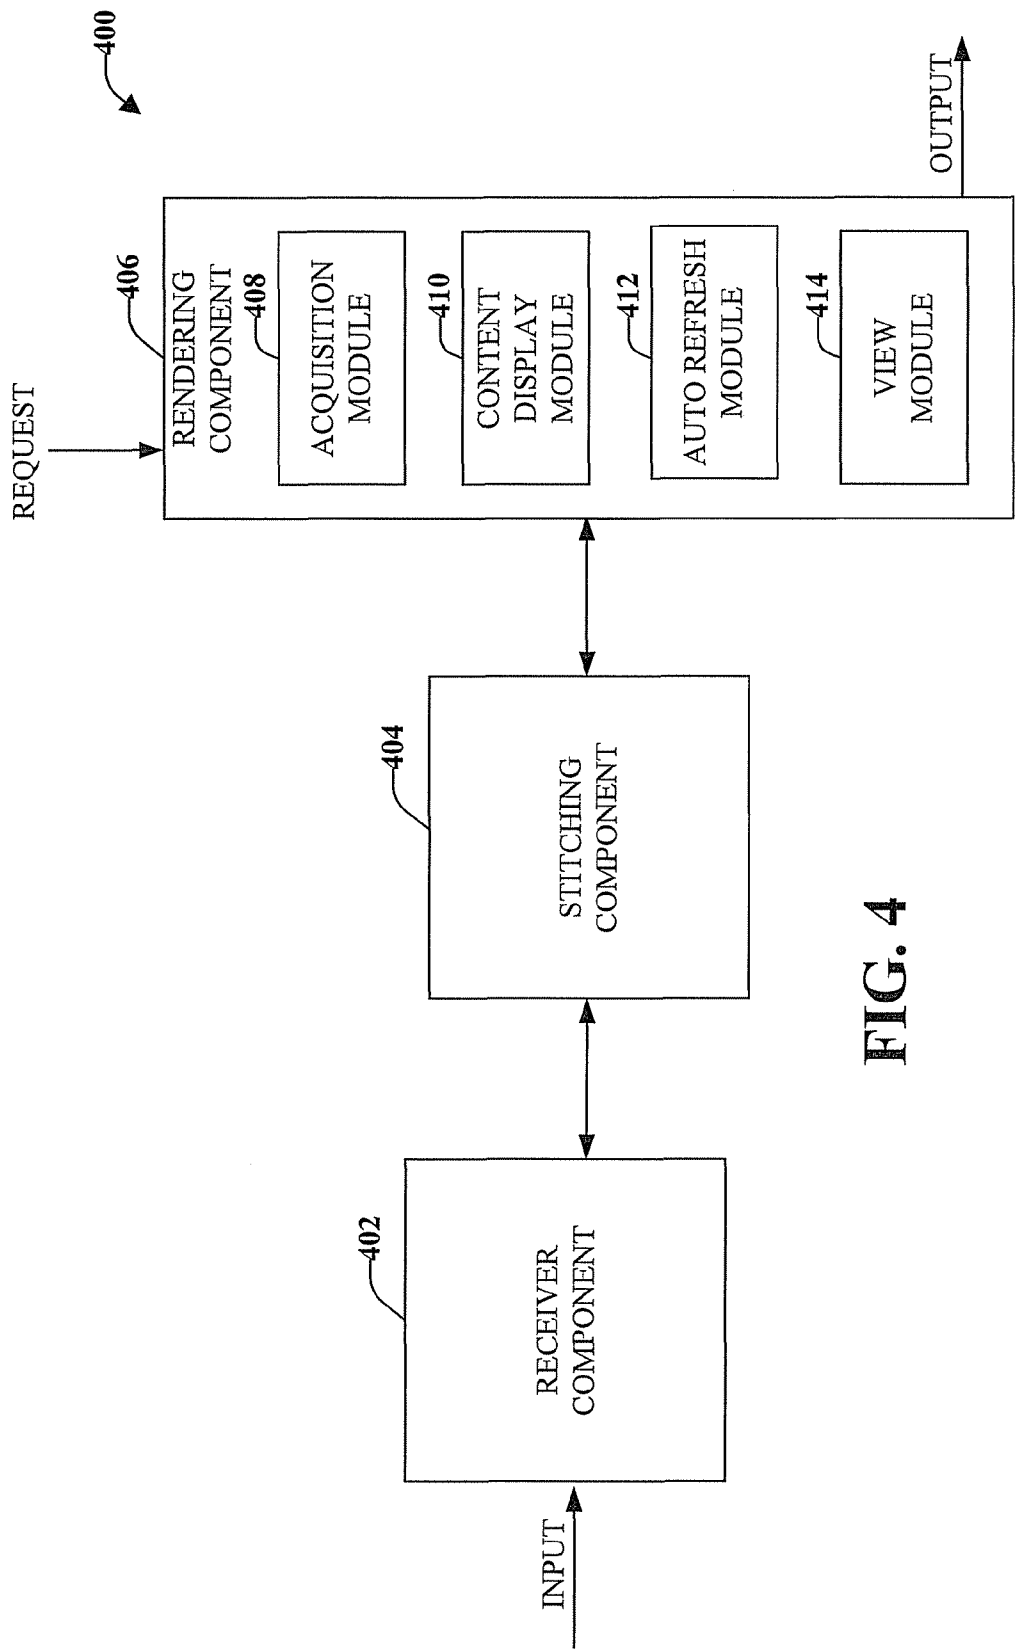 400
REQUEST
406
RENDERING
COMPONENT
408
ACQUISITION
MODULE
410
CONTENT
DISPLAY
MODULE
412
AUTO REFRESH
MODULE
414
VIEW
MODULE
OUTPUT
404
STITCHING
COMPONENT
402
RECEIVER
COMPONENT
INPUT
FIG. 4